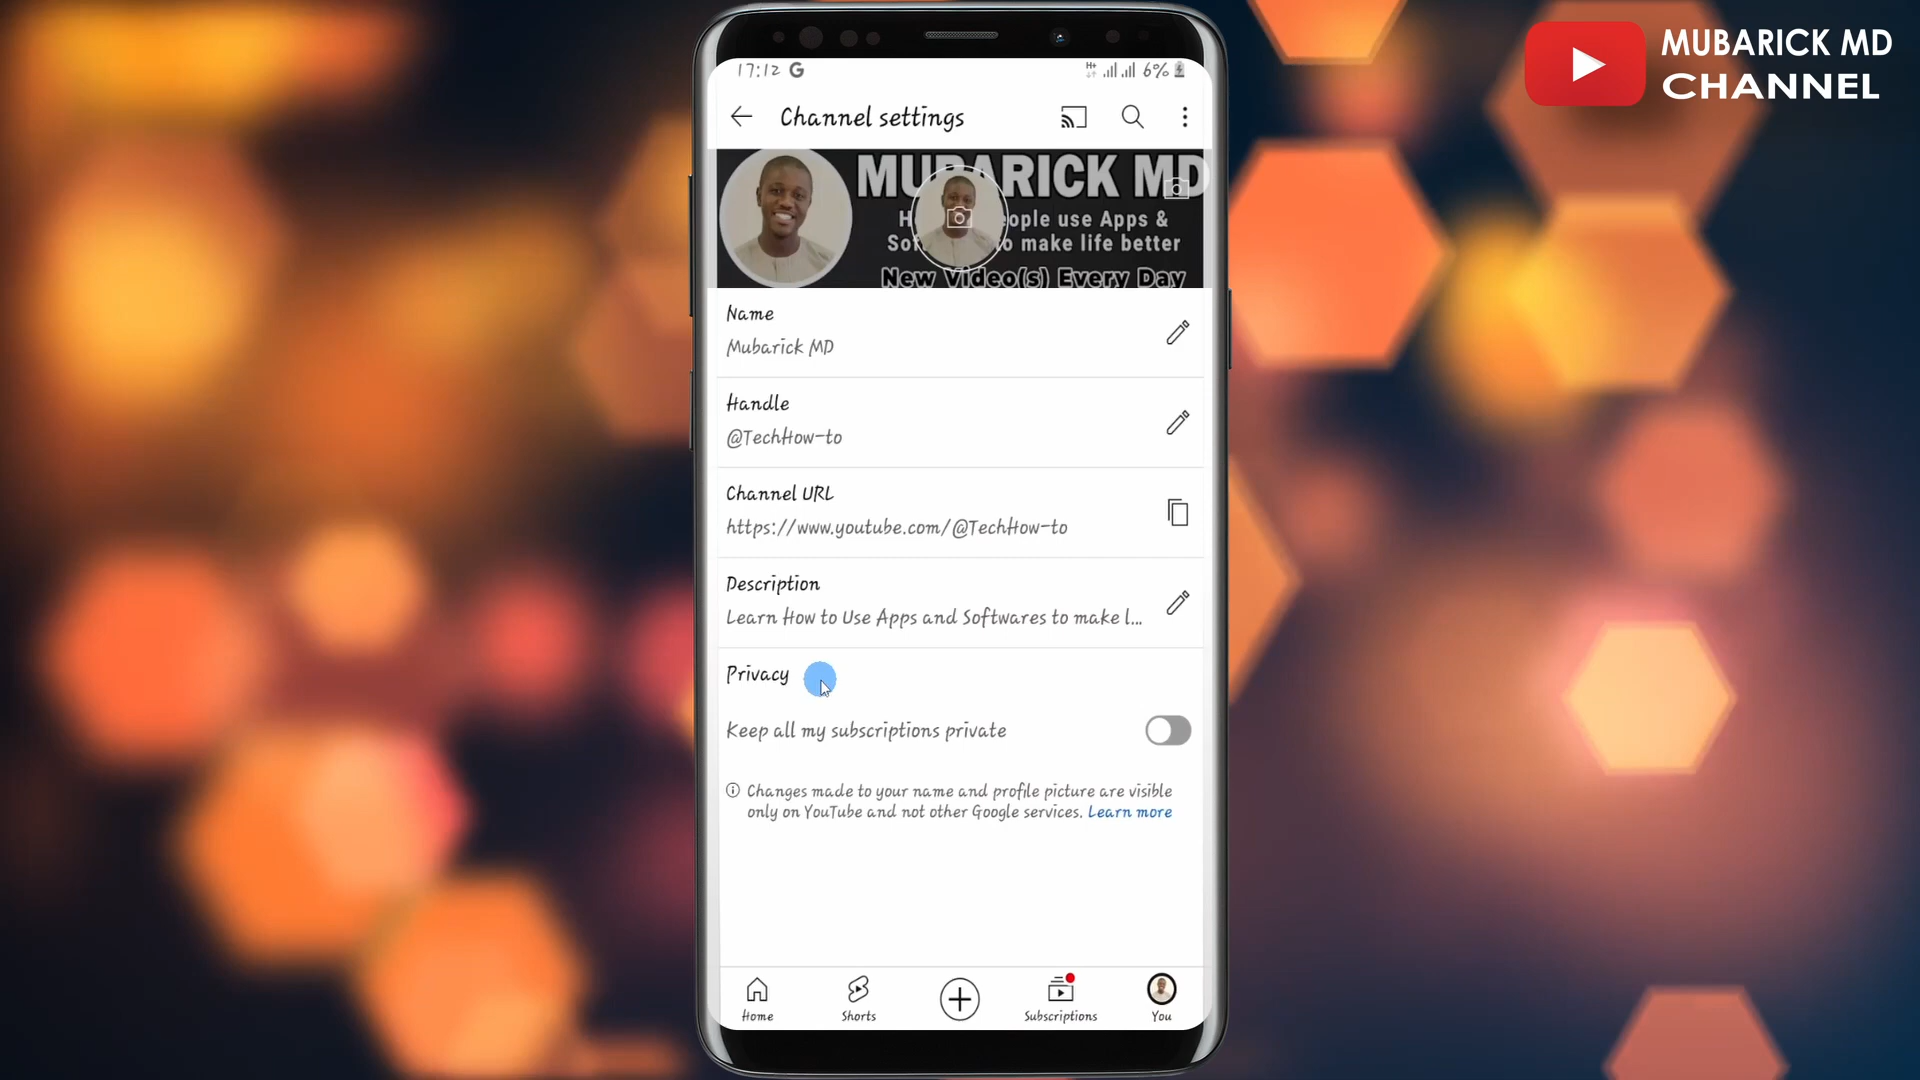 MUBARICK MD
CHANNEL
17:12 G
H+ 6%
Channel settings
MUBARICK MD
ople use Apps &
o make life better
New Video(s) Every Day
Name
Mubarick MD
Handle
@TechHow-to
Channel URL
https://www.youtube.com/@TechHow-to
Description
Learn How to Use Apps and Softwares to make l...
Privacy
Keep all my subscriptions private
Changes made to your name and profile picture are visible
only on YouTube and not other Google services. Learn more
Home
Shorts
Subscriptions
You